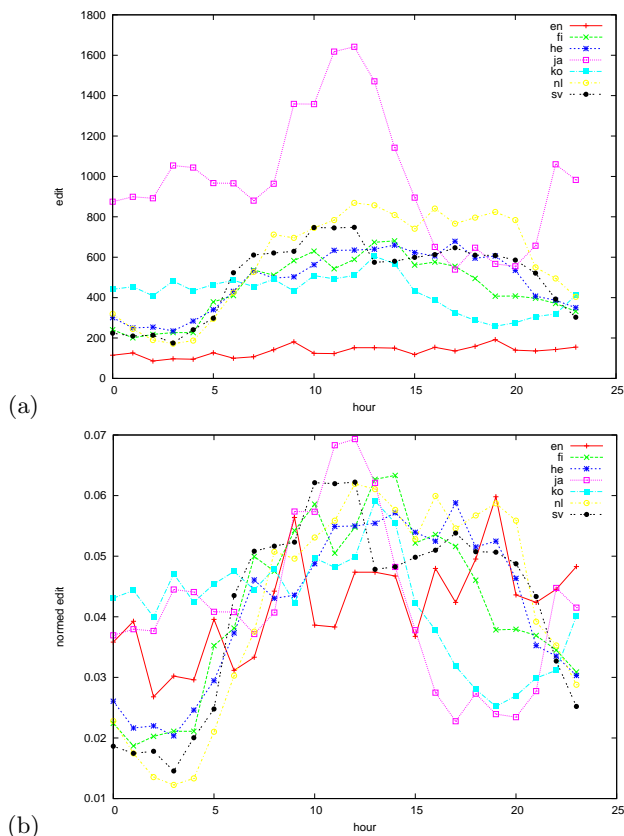 1800
1600
1400
1200
1000
800
600
400
200
0
edit
0 5 10 15 20 25
hour
en
fi
he
ja
ko
nl
sv
(a)
0.07
0.06
0.05
0.04
0.03
0.02
0.01
normed edit
0 5 10 15 20 25
hour
en
fi
he
ja
ko
nl
sv
(b)